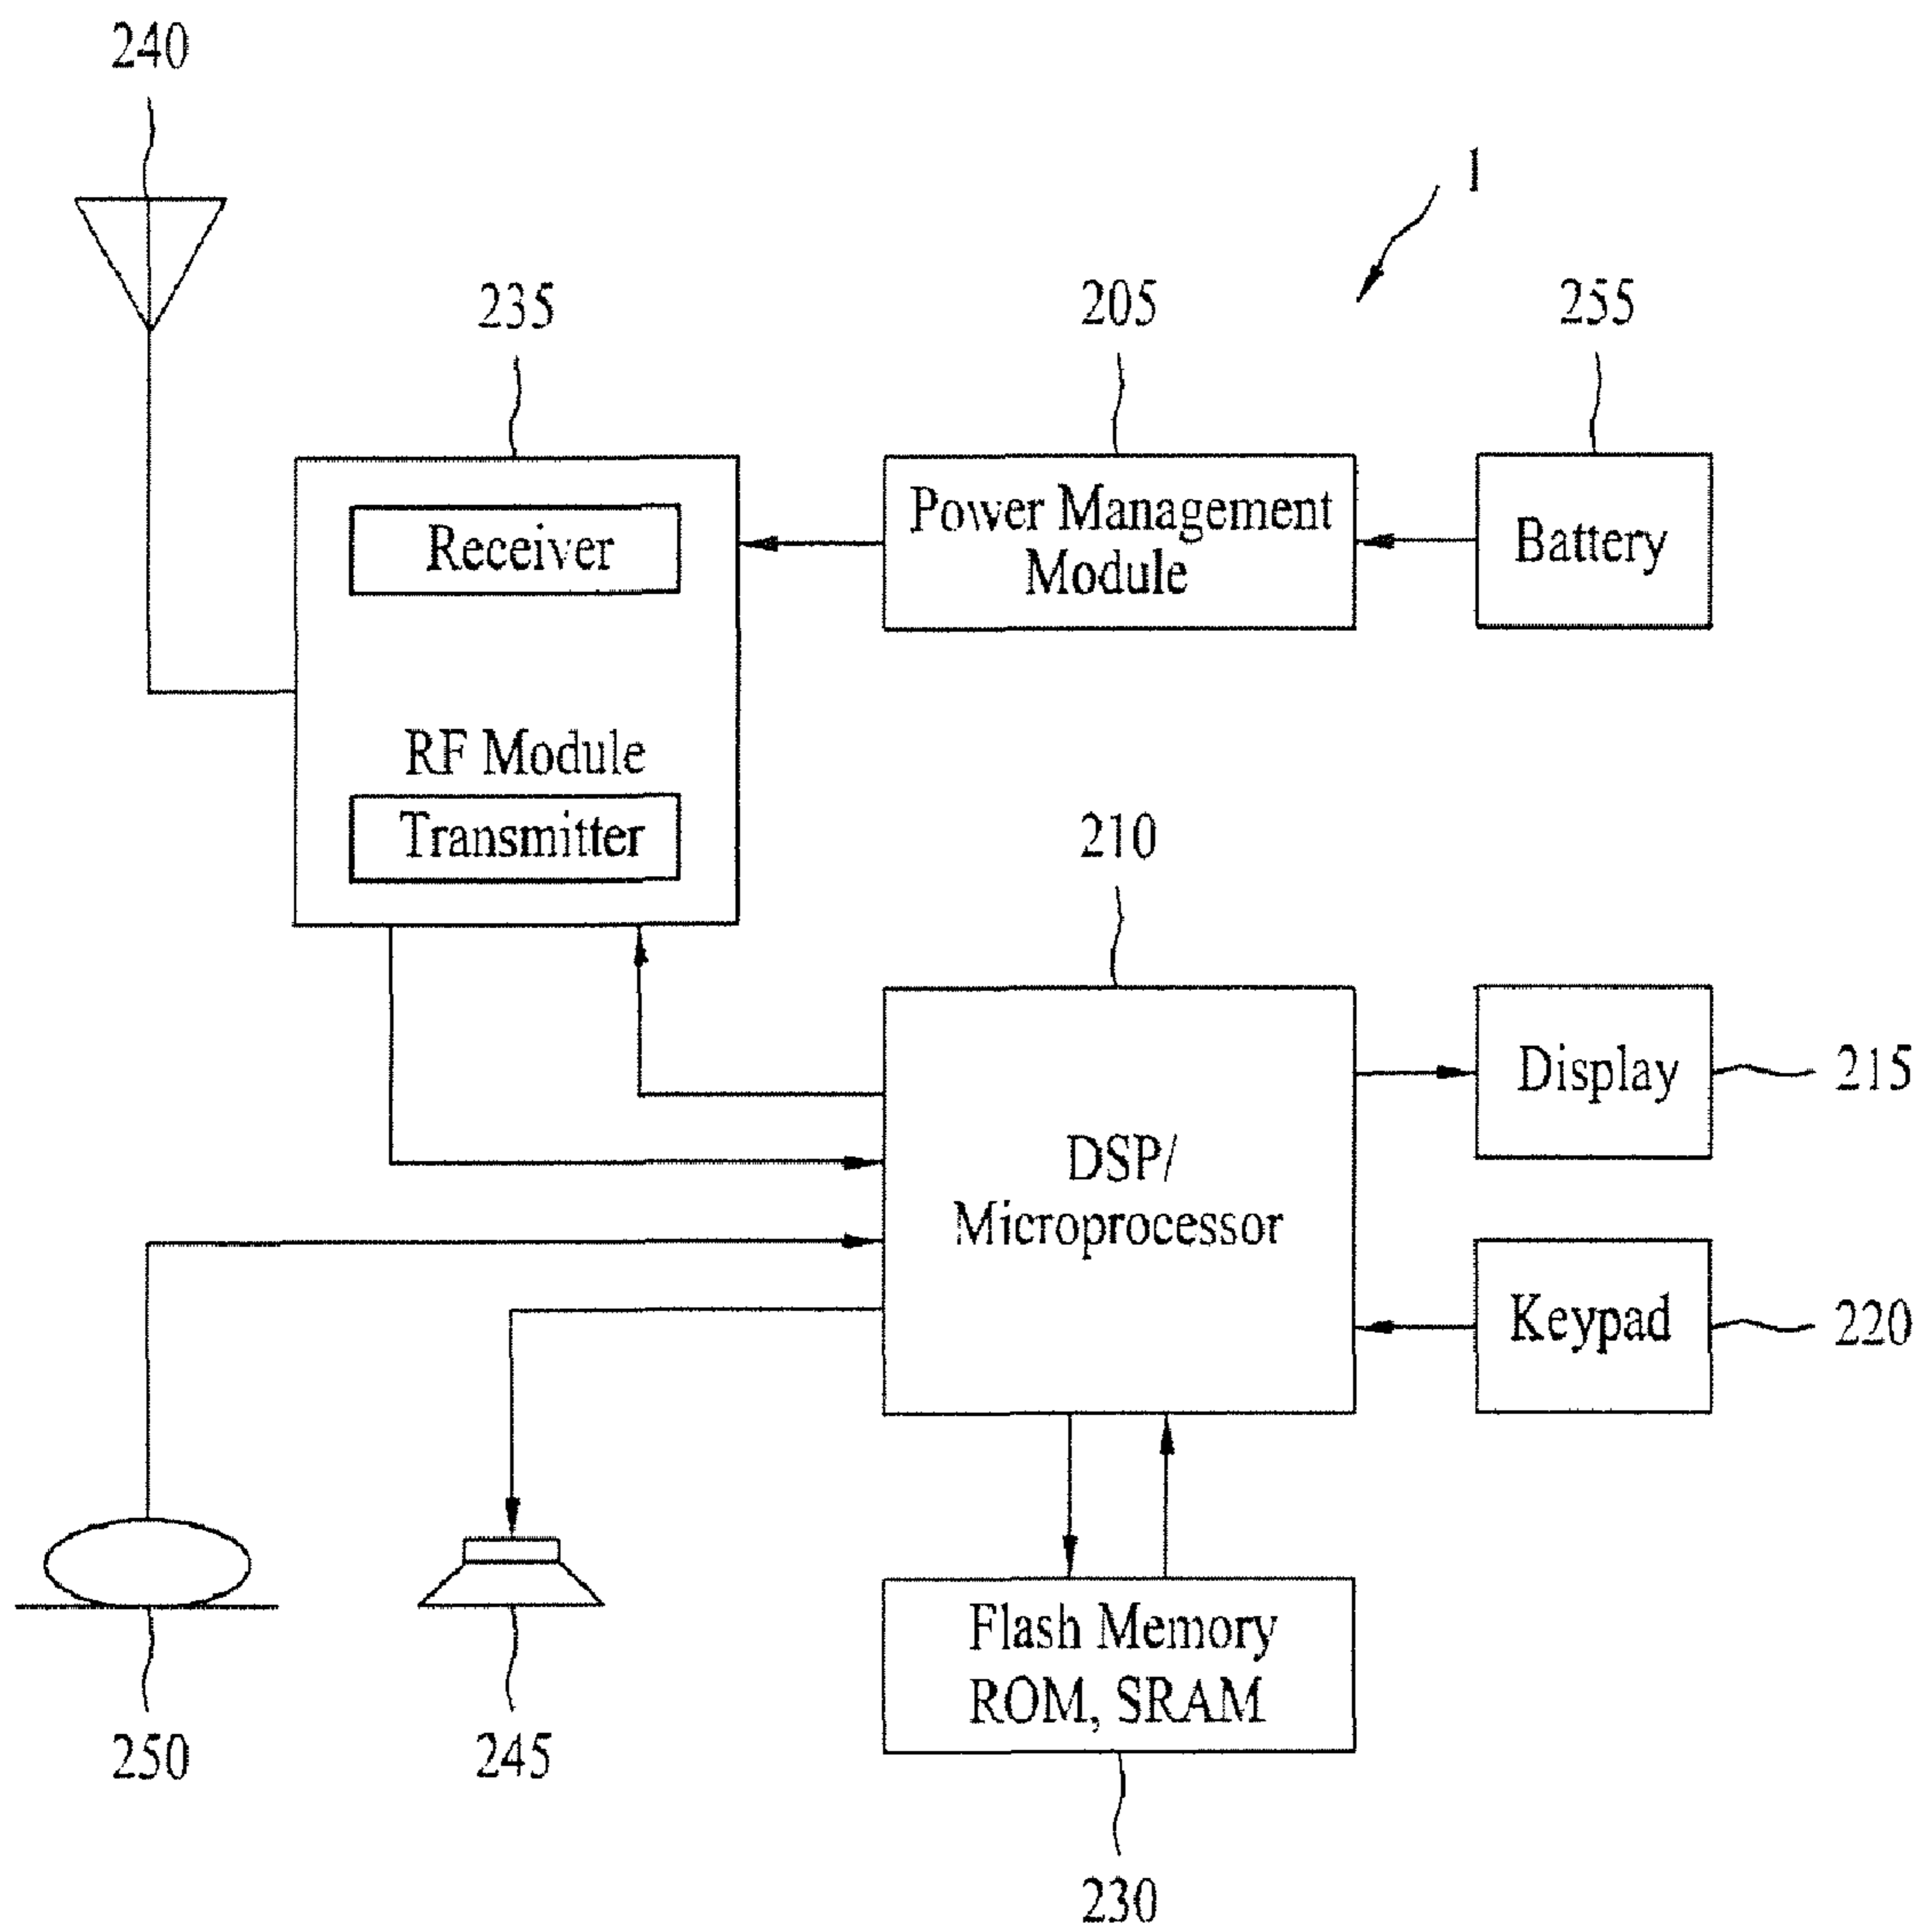 240
1
235
205
255
Receiver
Power Management
Module
Battery
RF Module
Transmitter
210
DSP/
Microprocessor
Display
215
Keypad
220
Flash Memory
ROM, SRAM
250
245
230